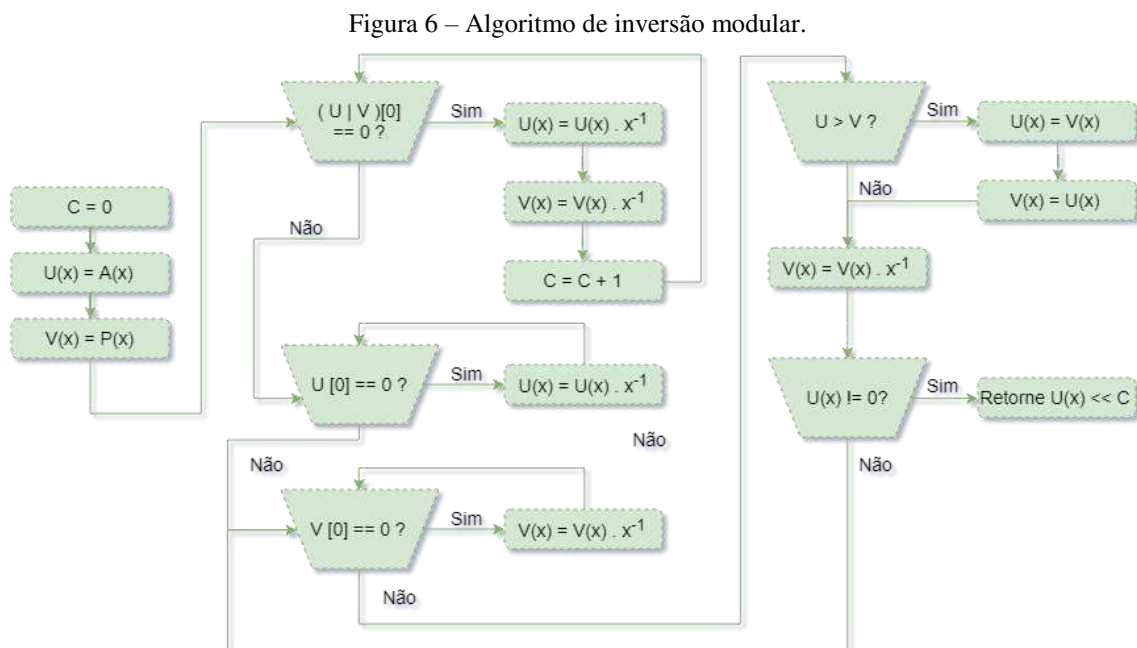 Figura 6 – Algoritmo de inversão modular.
C = 0
U(x) = A(x)
V(x) = P(x)
( U | V )[0]
== 0 ?
Sim
U(x) = U(x) . x⁻¹
V(x) = V(x) . x⁻¹
C = C + 1
Não
U [0] == 0 ?
Sim
U(x) = U(x) . x⁻¹
Não
Não
V [0] == 0 ?
Sim
V(x) = V(x) . x⁻¹
Não
U > V ?
Sim
U(x) = V(x)
V(x) = U(x)
Não
V(x) = V(x) . x⁻¹
U(x) != 0?
Sim
Retorne U(x) << C
Não